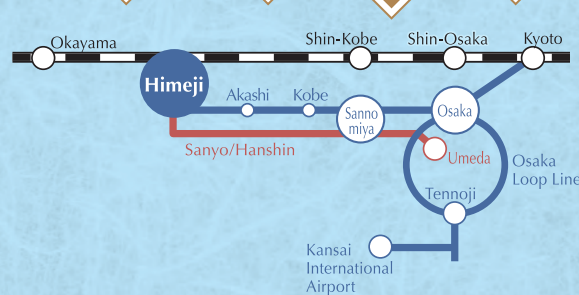 Okayama
Shin-Kobe
Shin-Osaka
Kyoto
Himeji
Akashi
Kobe
Sanno
miya
Osaka
Sanyo/Hanshin
Umeda
Osaka
Loop Line
Tennoji
Kansai
International
Airport